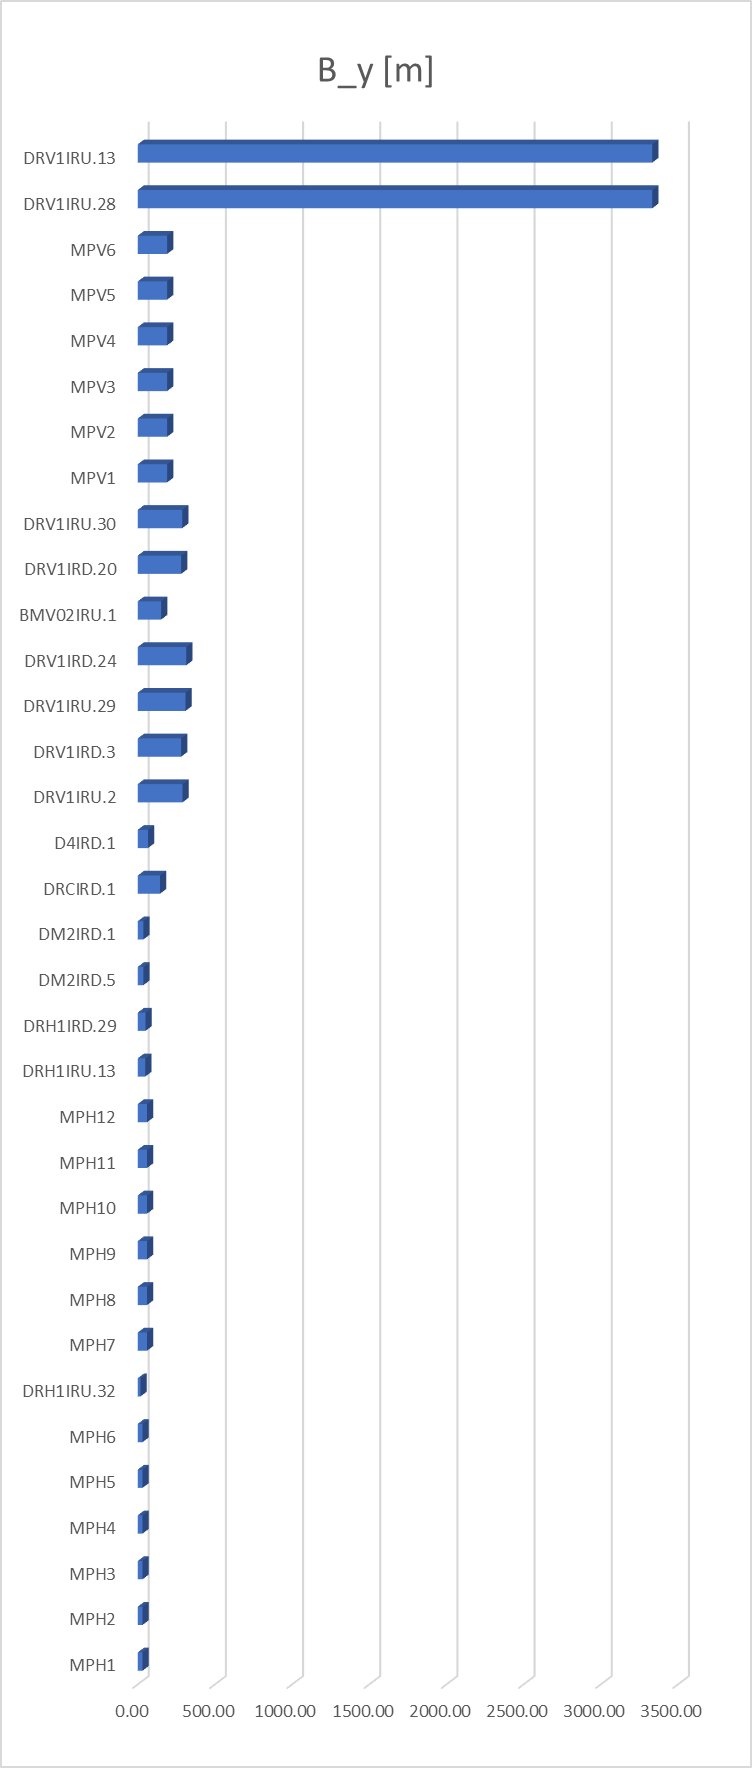 B_y [m]
DRV1IRU.13
DRV1IRU.28
MPV6
MPV5
MPV4
MPV3
MPV2
MPV1
DRV1IRU.30
DRV1IRD.20
BMV02IRU.1
DRV1IRD.24
DRV1IRU.29
DRV1IRD.3
DRV1IRU.2
D4IRD.1
DRCIRD.1
DM2IRD.1
DM2IRD.5
DRH1IRD.29
DRH1IRU.13
MPH12
MPH11
MPH10
MPH9
MPH8
MPH7
DRH1IRU.32
MPH6
MPH5
MPH4
MPH3
MPH2
MPH1
0.00 500.00 1000.00 1500.00 2000.00 2500.00 3000.00 3500.00